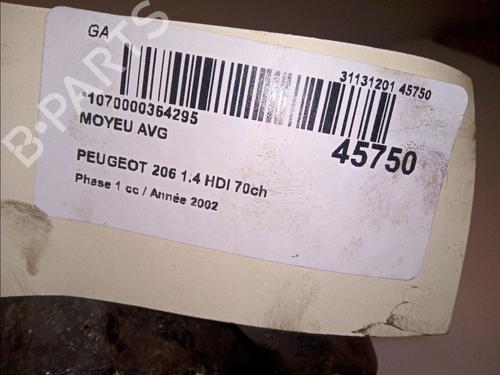 GA
31131201 45750
*1070000364295
45750
MOYEU AVG
PEUGEOT 206 1.4 HDI 70ch
Phase 1 cc / Année 2002
B-PARTS